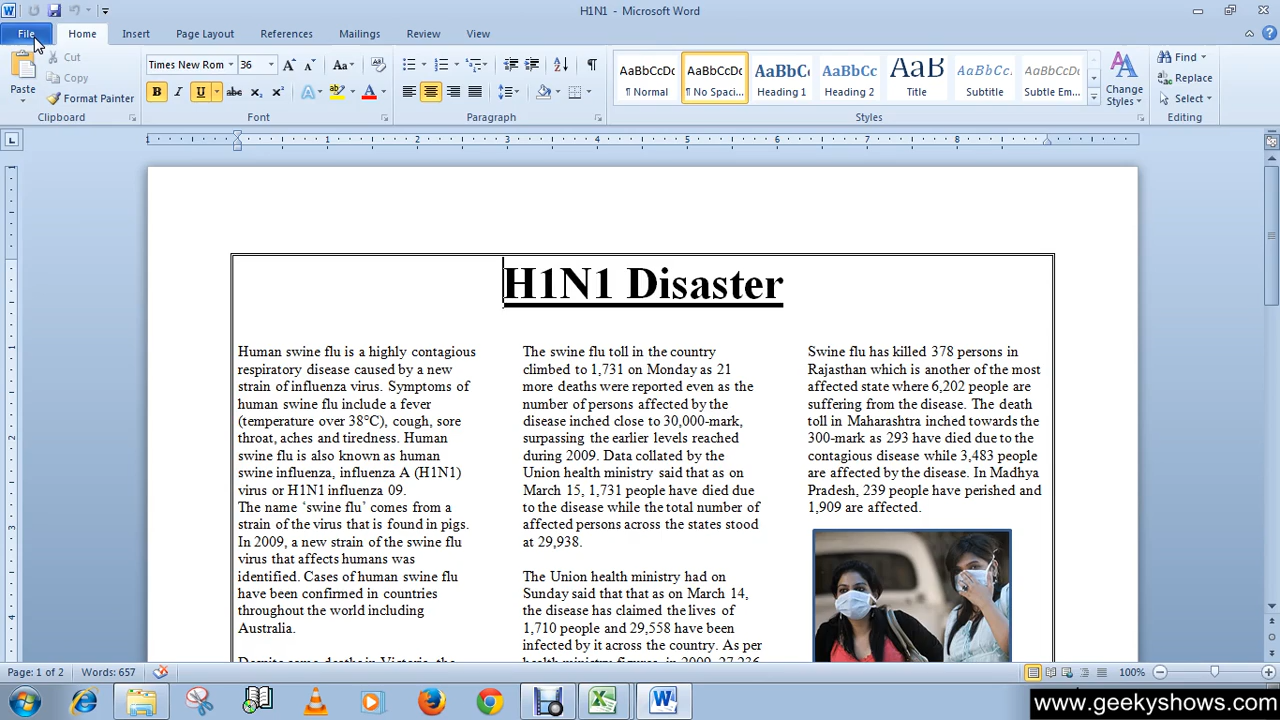 H1N1 - Microsoft Word
File Home Insert Page Layout References Mailings Review View
Paste
Cut
Copy
Format Painter
Clipboard
Times New Rom 36
Font
Paragraph
AaBbCcDc AaBbCcDc AaBbCc AaBbCc AaB AaBbCcDc AaBbCcDc
¶ Normal ¶ No Spaci... Heading 1 Heading 2 Title Subtitle Subtle Em...
Change
Styles
Styles
Find
Replace
Select
Editing
H1N1 Disaster
Human swine flu is a highly contagious
respiratory disease caused by a new
strain of influenza virus. Symptoms of
human swine flu include a fever
(temperature over 38°C), cough, sore
throat, aches and tiredness. Human
swine flu is also known as human
swine influenza, influenza A (H1N1)
virus or H1N1 influenza 09.
The name ‘swine flu’ comes from a
strain of the virus that is found in pigs.
In 2009, a new strain of the swine flu
virus that affects humans was
identified. Cases of human swine flu
have been confirmed in countries
throughout the world including
Australia.
Despite some deaths in Victoria, the
The swine flu toll in the country
climbed to 1,731 on Monday as 21
more deaths were reported even as the
number of persons affected by the
disease inched close to 30,000-mark,
surpassing the earlier levels reached
during 2009. Data collated by the
Union health ministry said that as on
March 15, 1,731 people have died due
to the disease while the total number of
affected persons across the states stood
at 29,938.
The Union health ministry had on
Sunday said that that as on March 14,
the disease has claimed the lives of
1,710 people and 29,558 have been
infected by it across the country. As per
health ministry figures, in 2009, 27,236
Swine flu has killed 378 persons in
Rajasthan which is another of the most
affected state where 6,202 people are
suffering from the disease. The death
toll in Maharashtra inched towards the
300-mark as 293 have died due to the
contagious disease while 3,483 people
are affected by the disease. In Madhya
Pradesh, 239 people have perished and
1,909 are affected.
Page: 1 of 2 Words: 657 100%
www.geekyshows.com